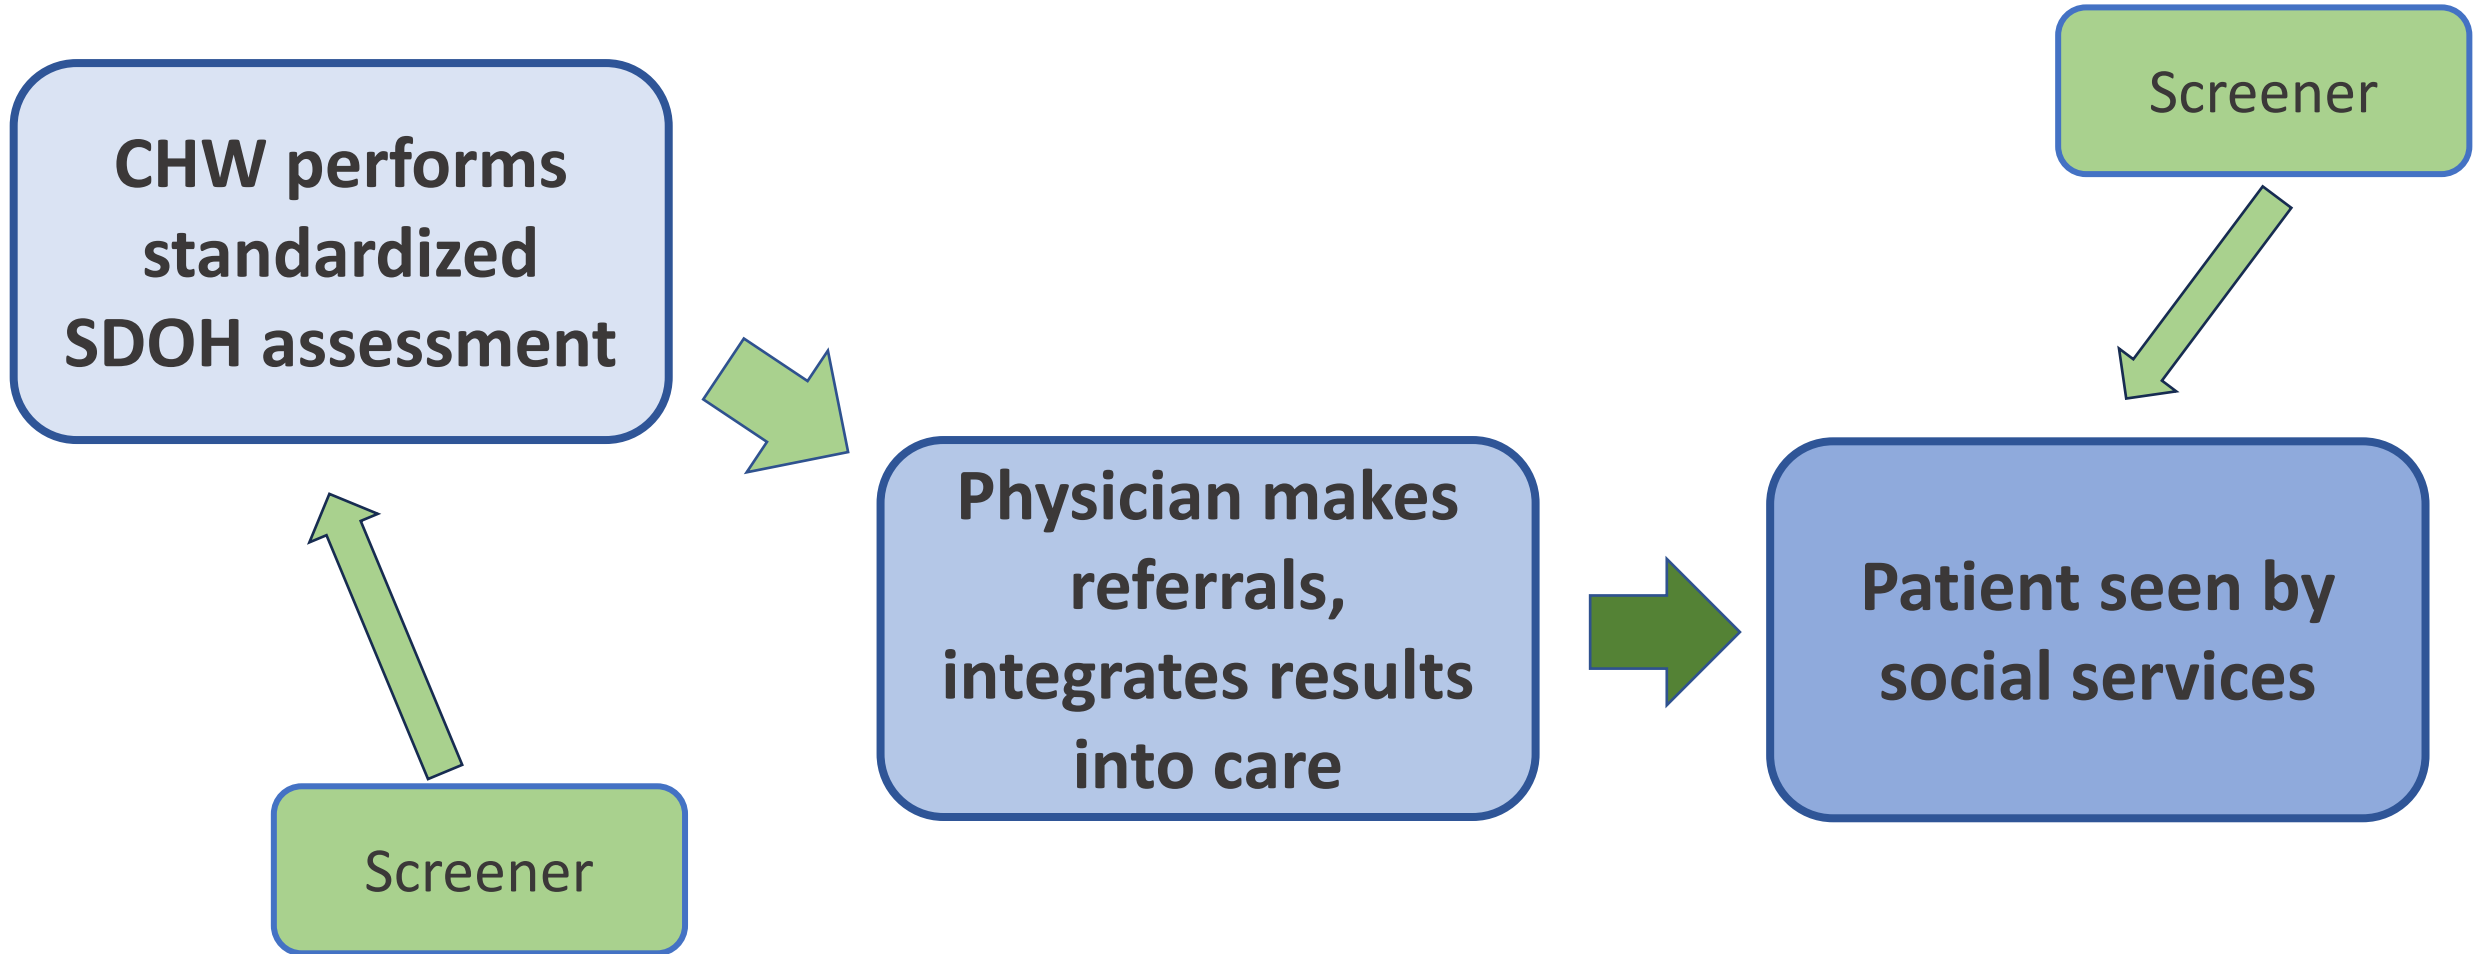 CHW performs
standardized
SDOH assessment
Screener
Physician makes
referrals,
integrates results
into care
Screener
Patient seen by
social services